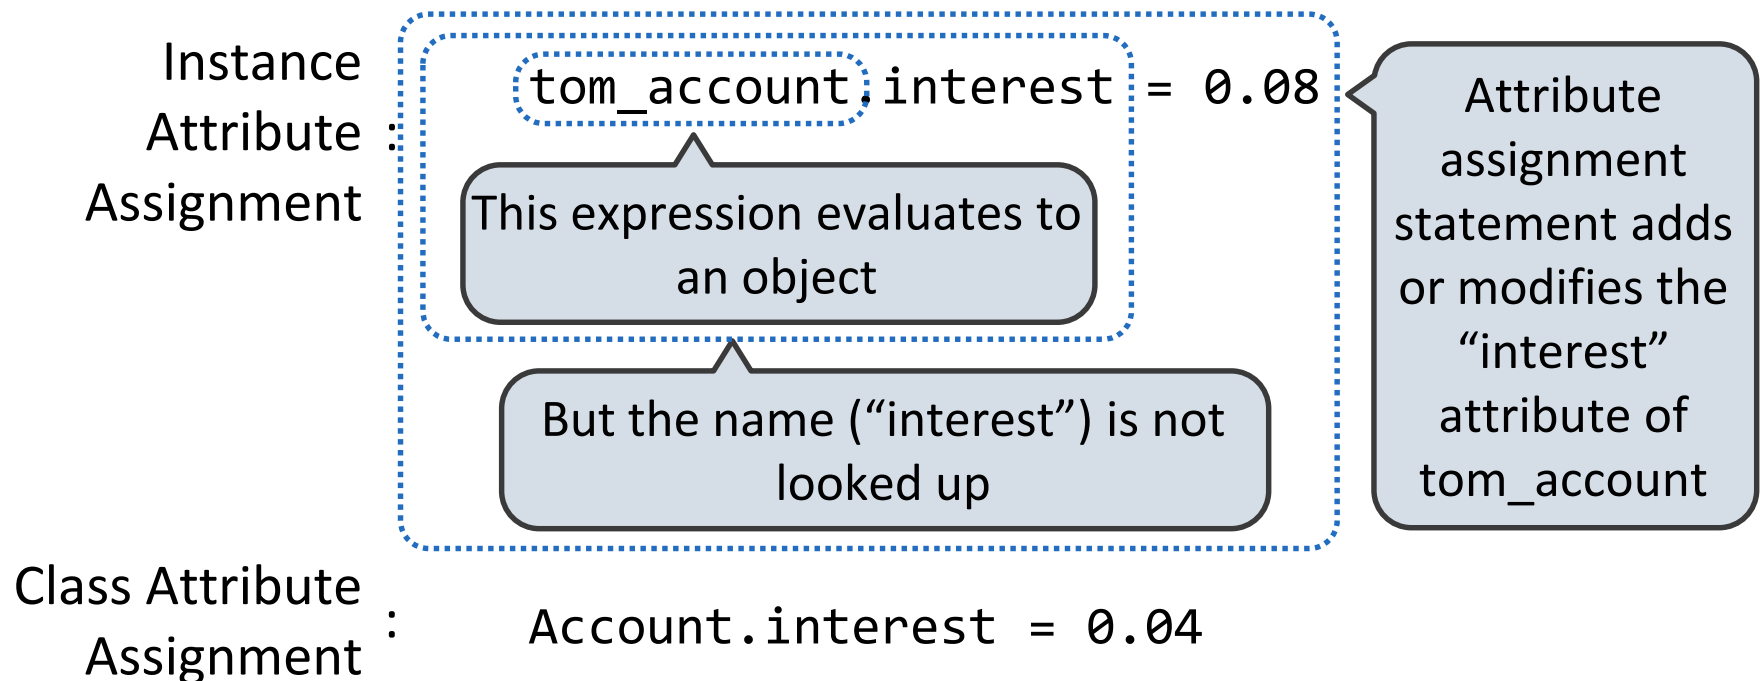 Instance
Attribute :
Assignment
tom_account.interest = 0.08
This expression evaluates to
an object
But the name (“interest”) is not
looked up
Attribute
assignment
statement adds
or modifies the
“interest”
attribute of
tom_account
Class Attribute
Assignment :
Account.interest = 0.04